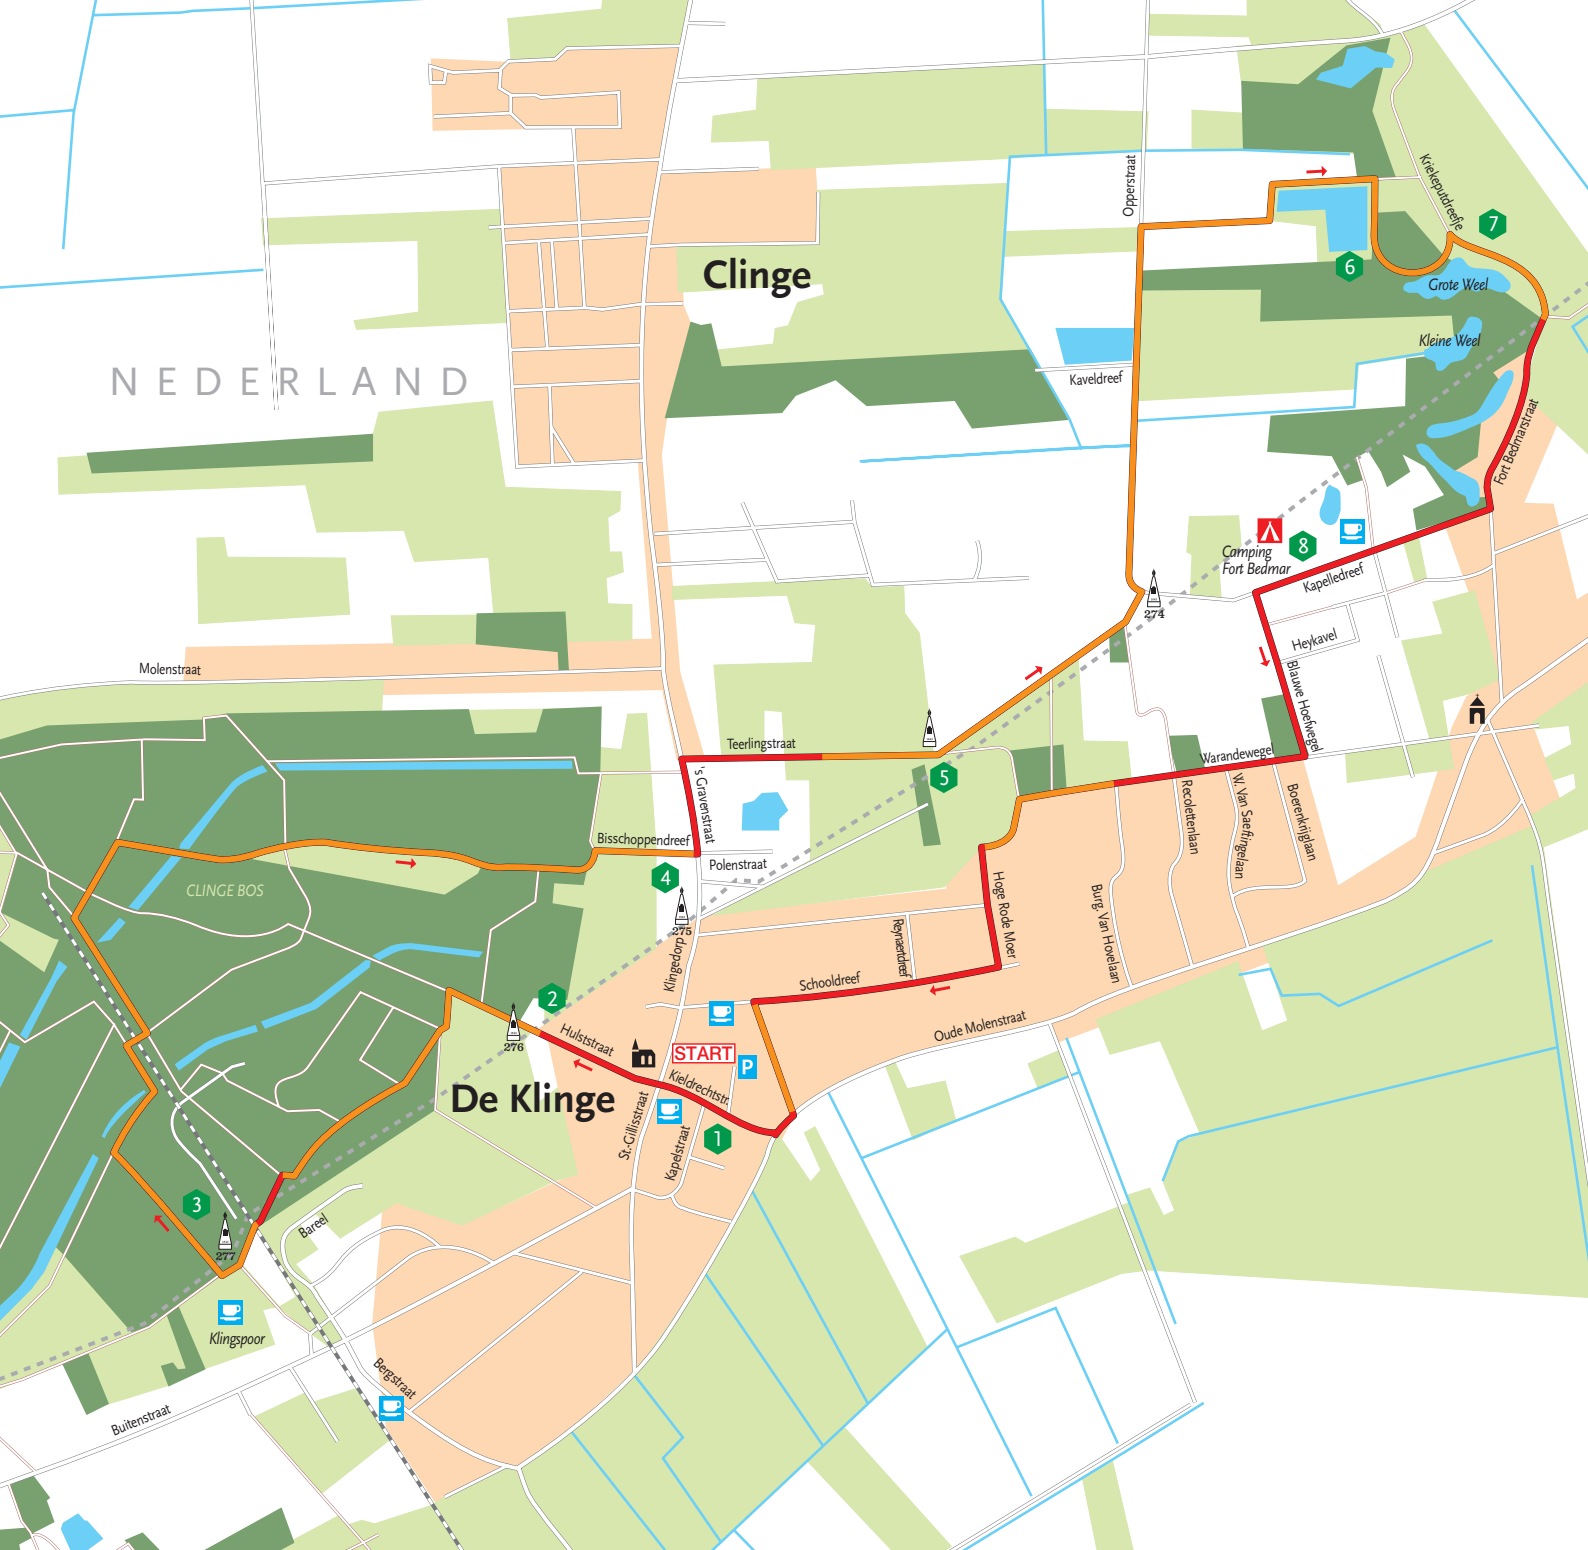 Opperstraat
Kriekeputdreefje
7
6
Clinge
Grote Weel
Kleine Weel
NEDERLAND
Kaveldreef
Fort Bedmarstraat
8
Camping
Fort Bedmar
Kapelledreef
274
Heykavel
Molenstraat
Blauwe Hoefwegel
Teerlingstraat
Warandewegel
5
's Gravenstraat
Recolettenlaan
W. Van Saeftingelaan
Boerenkrijglaan
Bisschoppendreef
Polenstraat
4
CLINGE BOS
Hoge Rode Moer
Burg. Van Hovelaan
275
Reynaertdreef
Klingedorp
Schooldreef
2
276
Hulststraat
Oude Molenstraat
START
P
De Klinge
Kieldrechtstr.
St.-Gillisstraat
Kapelstraat
1
3
277
Bareel
Klingspoor
Bergstraat
Buitenstraat